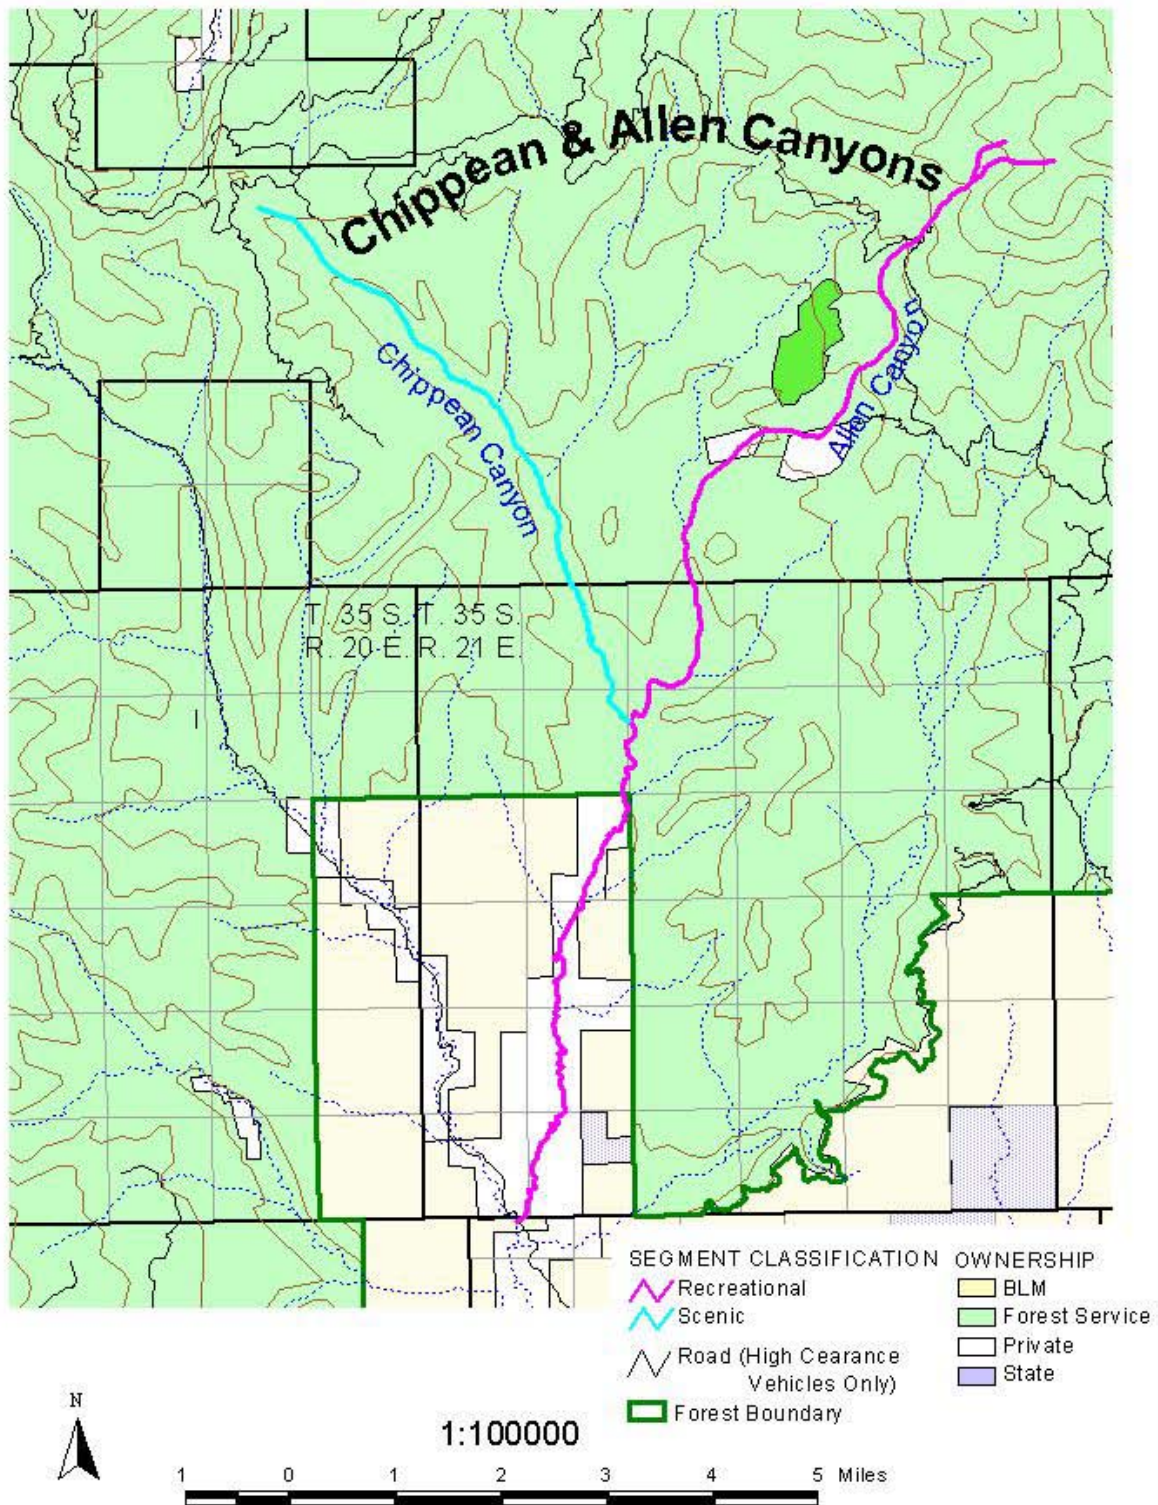 Chippean & Allen Canyons
Chippean Canyon
Allen Canyon
T. 35 S. T. 35 S.
R. 20 E. R. 21 E.
SEGMENT CLASSIFICATION
Recreational
Scenic
Road (High Cearance
Vehicles Only)
Forest Boundary
OWNERSHIP
BLM
Forest Service
Private
State
N
1:100000
1 0 1 2 3 4 5 Miles